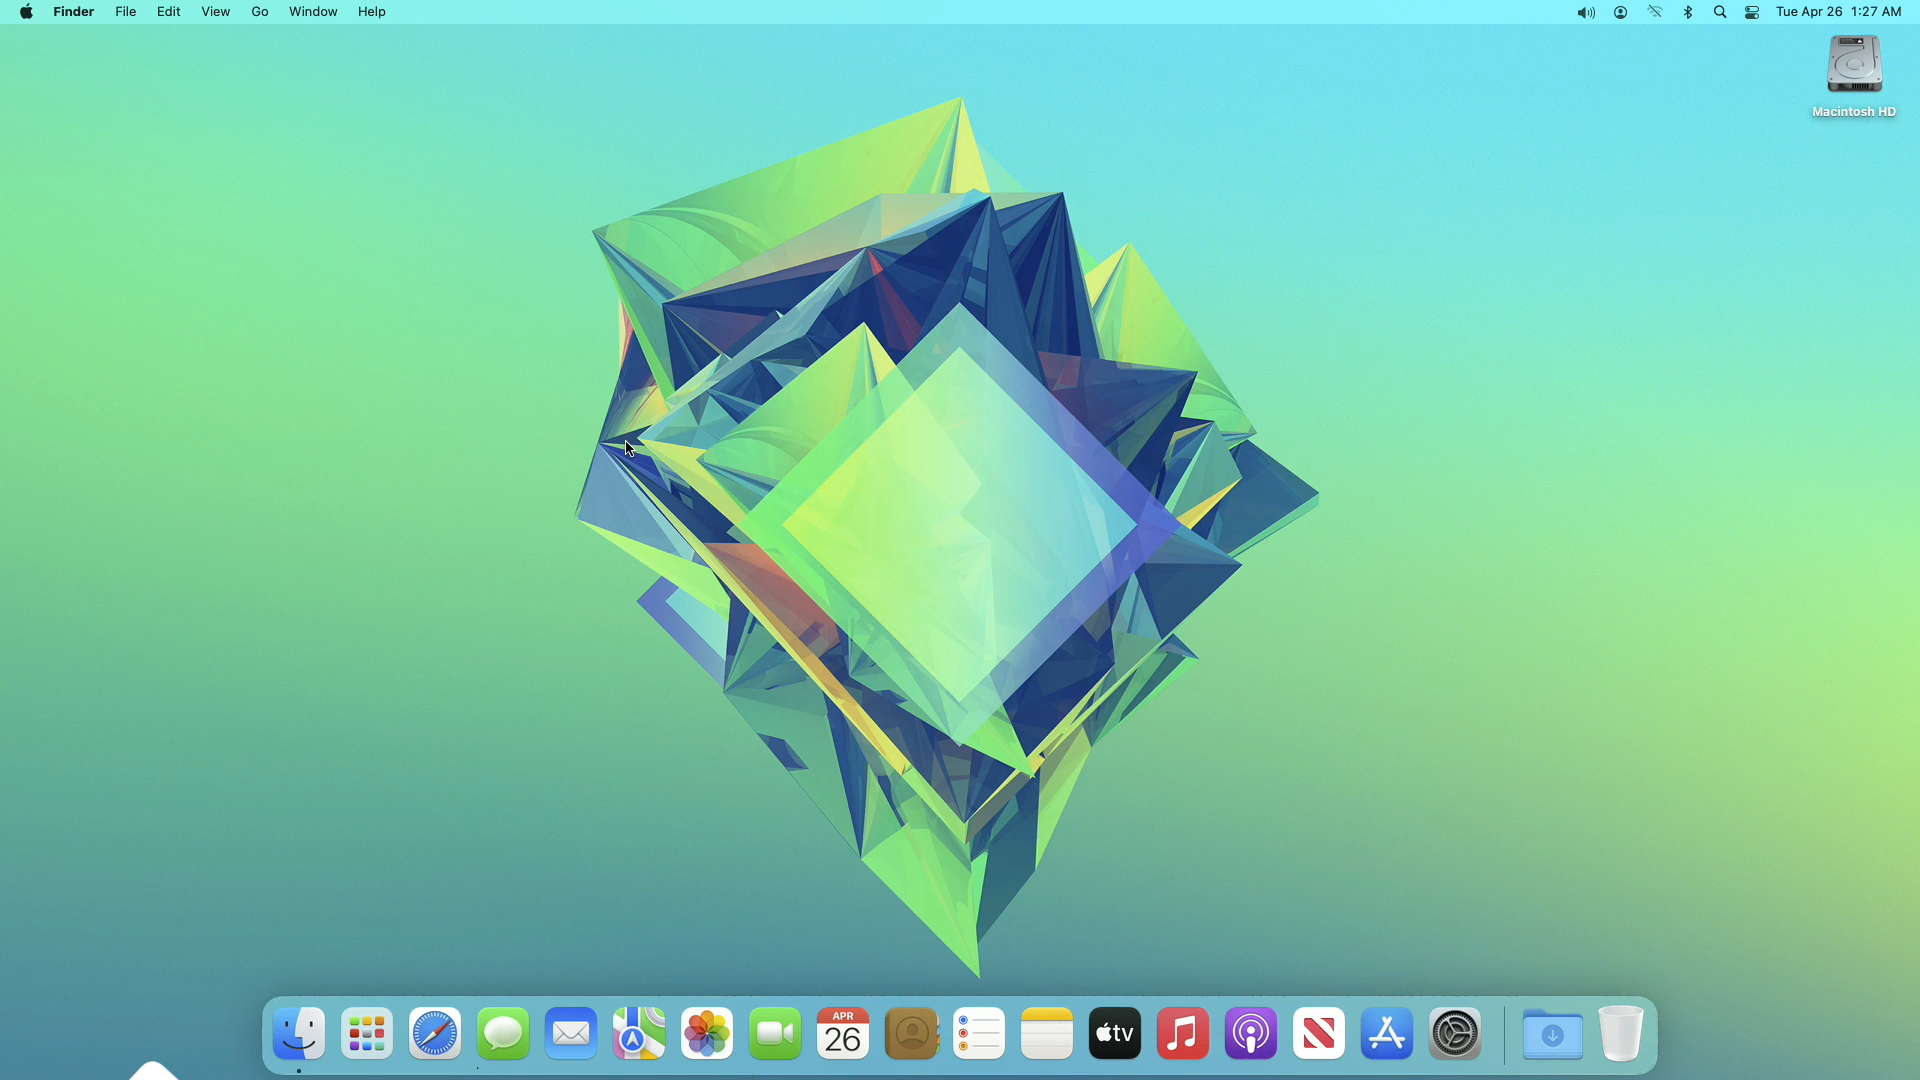 Finder File Edit View Go Window Help Tue Apr 26 1:27 AM
Macintosh HD
APR
26
tv